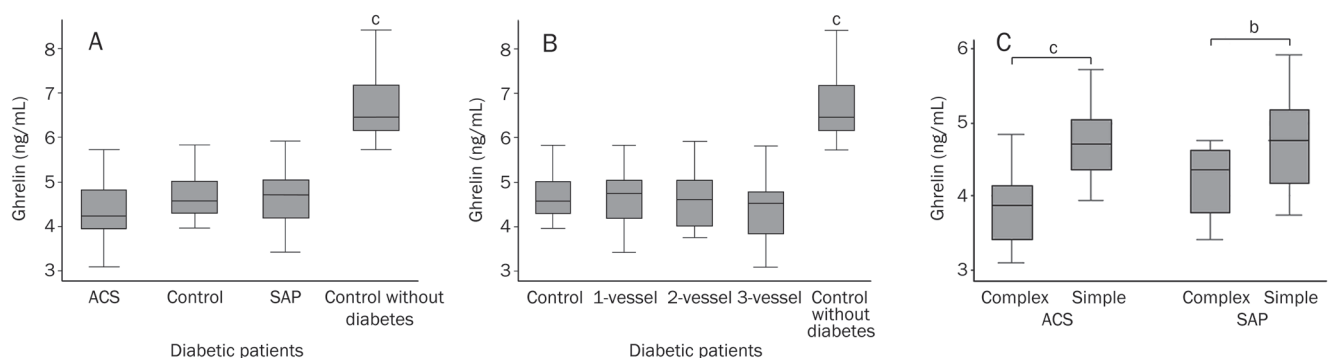 A
c
Ghrelin (ng/mL)
8
7
6
5
4
3
ACS Control SAP Control without
diabetes
Diabetic patients
B
c
Ghrelin (ng/mL)
8
7
6
5
4
3
Control 1-vessel 2-vessel 3-vessel Control
without
diabetes
Diabetic patients
C
c
b
Ghrelin (ng/mL)
6
5
4
3
Complex Simple Complex Simple
ACS SAP